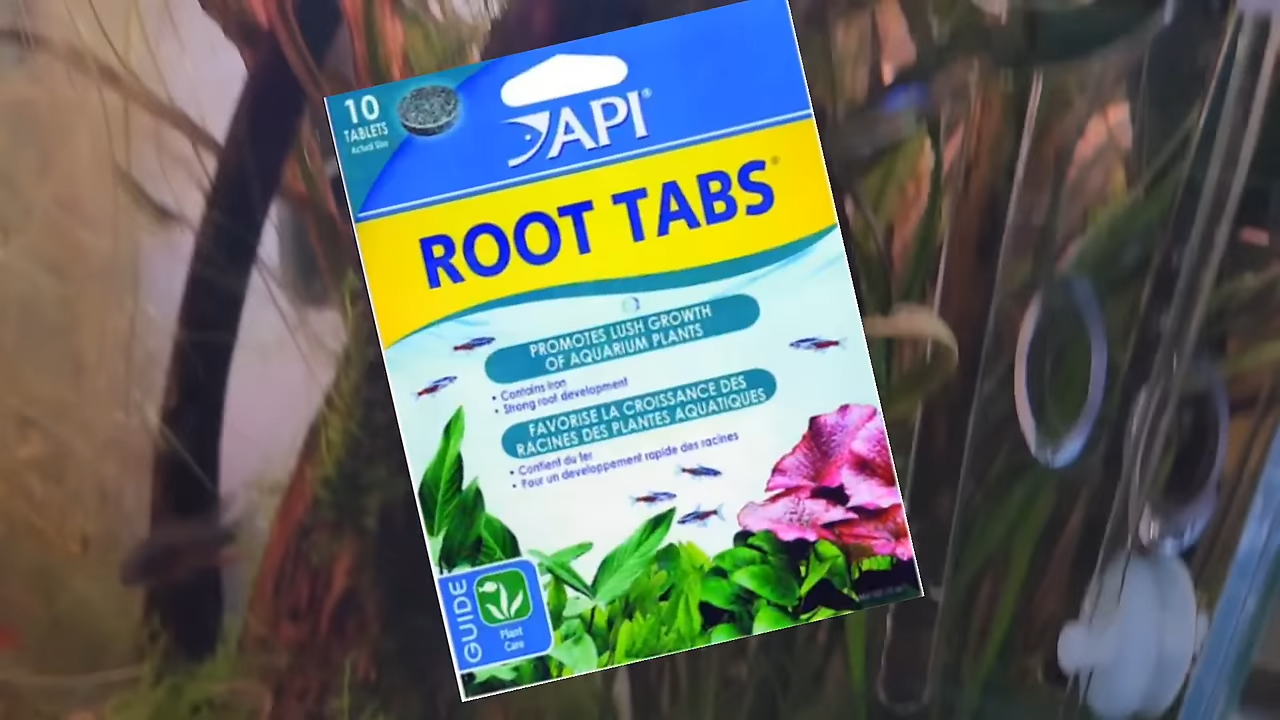 10
TABLETS
Actual Size
API®
ROOT TABS®
PROMOTES LUSH GROWTH
OF AQUARIUM PLANTS
• Contains iron
• Strong root development
FAVORISE LA CROISSANCE DES
RACINES DES PLANTES AQUATIQUES
• Contient du fer
• Pour un développement rapide des racines
GUIDE
Plant
Care